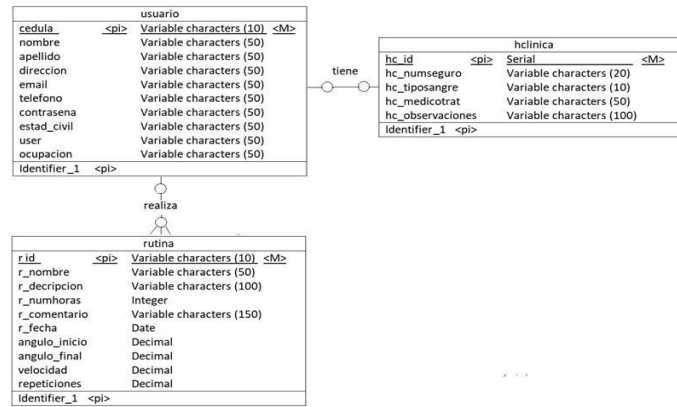 usuario
cedula <pi> Variable characters (10) <M>
nombre Variable characters (50)
apellido Variable characters (50)
direccion Variable characters (50)
email Variable characters (50)
telefono Variable characters (50)
contrasena Variable characters (50)
estad_civil Variable characters (50)
user Variable characters (50)
ocupacion Variable characters (50)
Identifier_1 <pi>
tiene
hclinica
hc_id <pi> Serial <M>
hc_numseguro Variable characters (20)
hc_tiposangre Variable characters (10)
hc_medicotrat Variable characters (50)
hc_observaciones Variable characters (100)
Identifier_1 <pi>
realiza
rutina
r id <pi> Variable characters (10) <M>
r_nombre Variable characters (50)
r_decripcion Variable characters (100)
r_numhoras Integer
r_comentario Variable characters (150)
r_fecha Date
angulo_inicio Decimal
angulo_final Decimal
velocidad Decimal
repeticiones Decimal
Identifier_1 <pi>